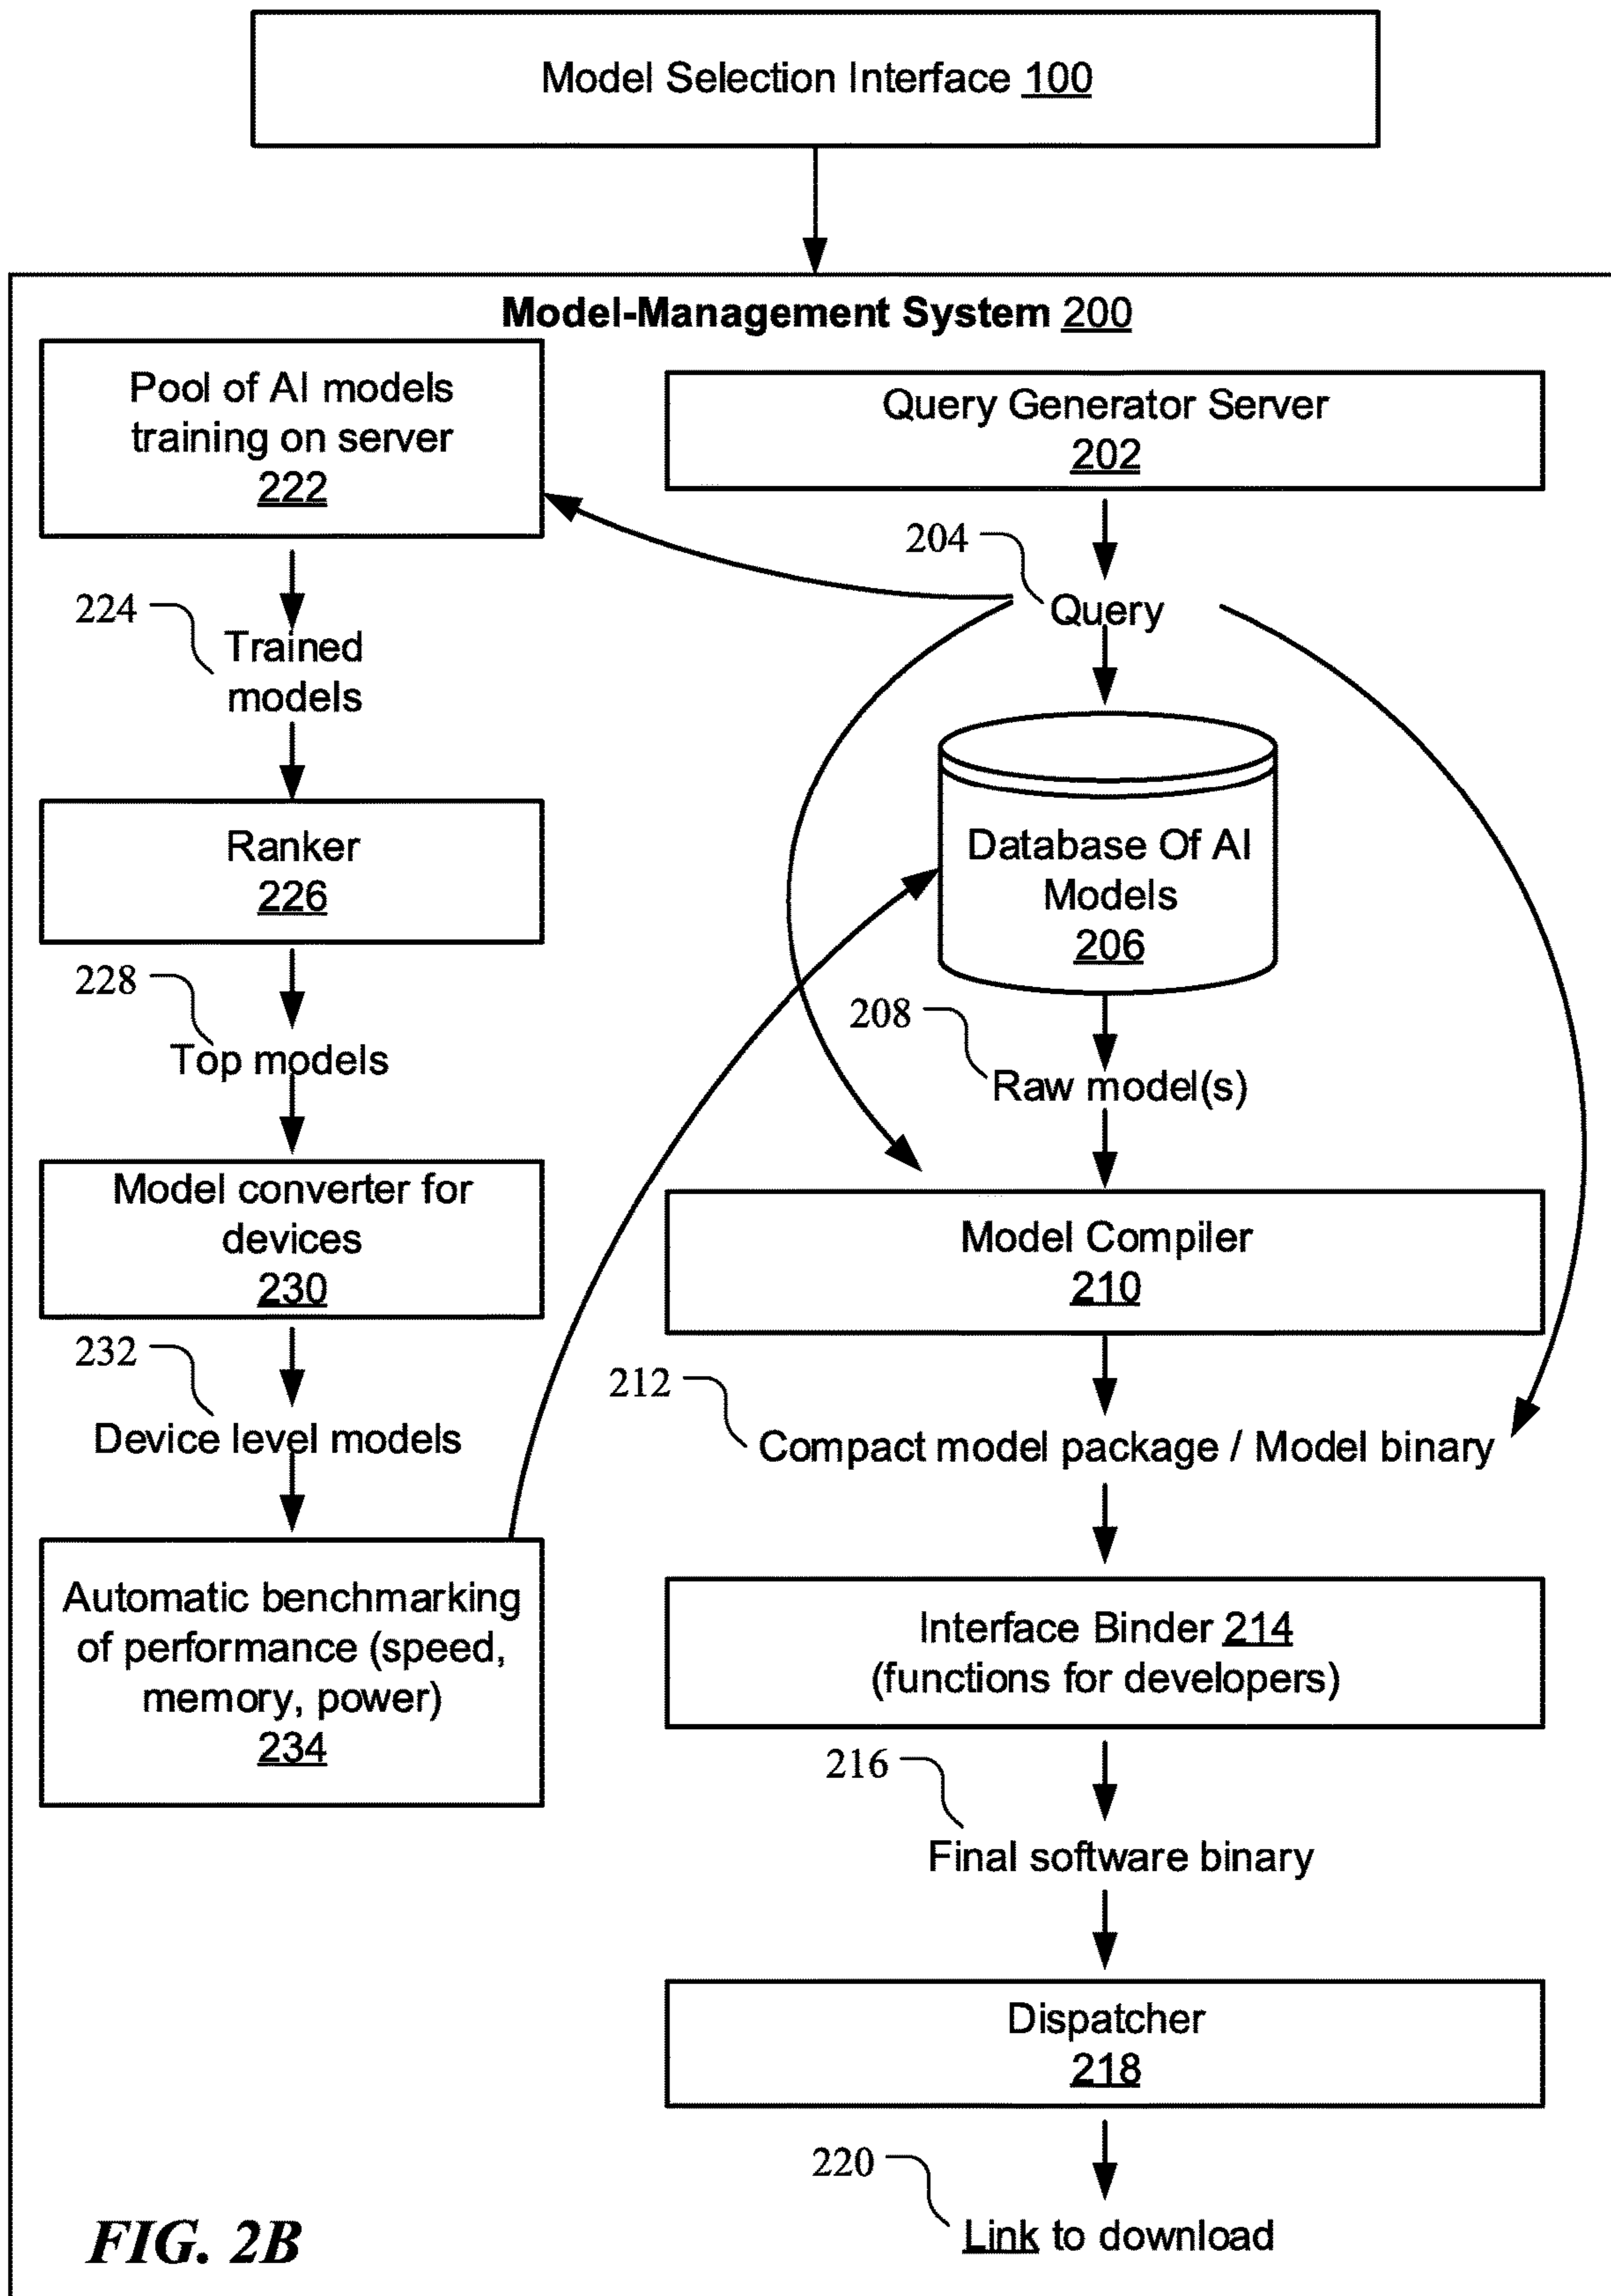 Model Selection Interface 100
Model-Management System 200
Pool of AI models
training on server
222
224
Trained
models
Ranker
226
228
Top models
Model converter for
devices
230
232
Device level models
Automatic benchmarking
of performance (speed,
memory, power)
234
Query Generator Server
202
204
Query
Database Of AI
Models
206
208
Raw model(s)
Model Compiler
210
212
Compact model package / Model binary
Interface Binder 214
(functions for developers)
216
Final software binary
Dispatcher
218
220
Link to download
FIG. 2B